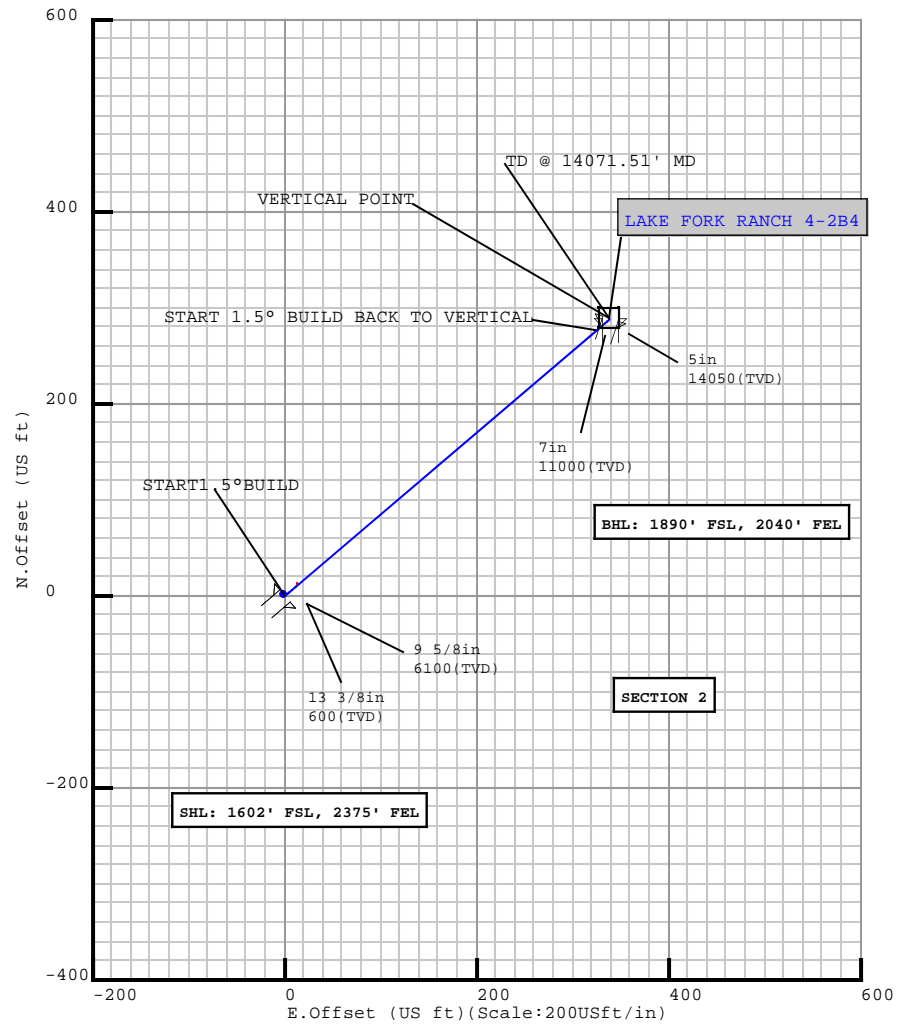 600
TD @ 14071.51' MD
VERTICAL POINT
400
LAKE FORK RANCH 4-2B4
START 1.5° BUILD BACK TO VERTICAL
5in
14050(TVD)
200
7in
11000(TVD)
N.Offset (US ft)
START1.5°BUILD
BHL: 1890' FSL, 2040' FEL
0
9 5/8in
6100(TVD)
13 3/8in
600(TVD)
SECTION 2
-200
SHL: 1602' FSL, 2375' FEL
-400
-200 0 200 400 600
E.Offset (US ft)(Scale:200USft/in)